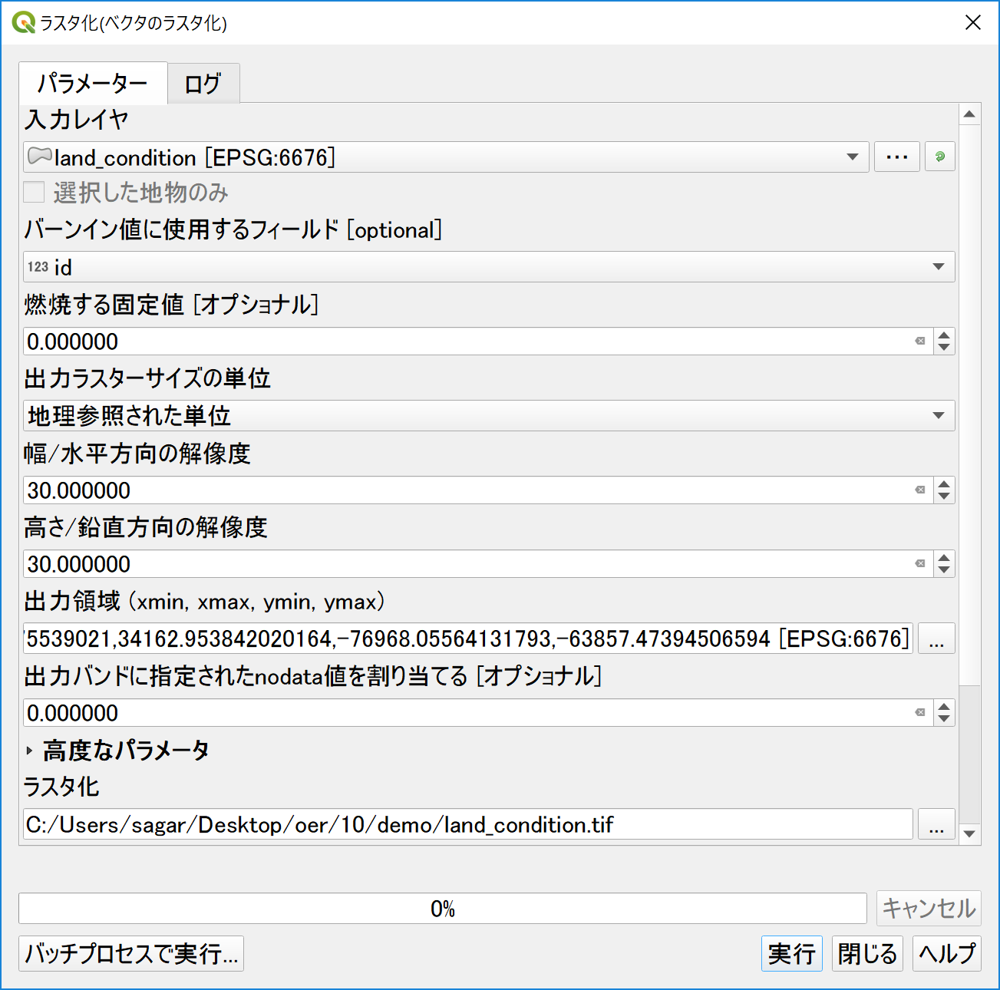 ラスタ化(ベクタのラスタ化)
パラメーター ログ
入力レイヤ
land_condition [EPSG:6676] ...
選択した地物のみ
バーンイン値に使用するフィールド [optional]
123 id
燃焼する固定値 [オプショナル]
0.000000
出力ラスターサイズの単位
地理参照された単位
幅/水平方向の解像度
30.000000
高さ/鉛直方向の解像度
30.000000
出力領域 (xmin, xmax, ymin, ymax)
5539021,34162.953842020164,-76968.05564131793,-63857.47394506594 [EPSG:6676] ...
出力バンドに指定されたnodata値を割り当てる [オプショナル]
0.000000
高度なパラメータ
ラスタ化
C:/Users/sagar/Desktop/oer/10/demo/land_condition.tif ...
0% キャンセル
バッチプロセスで実行... 実行 閉じる ヘルプ